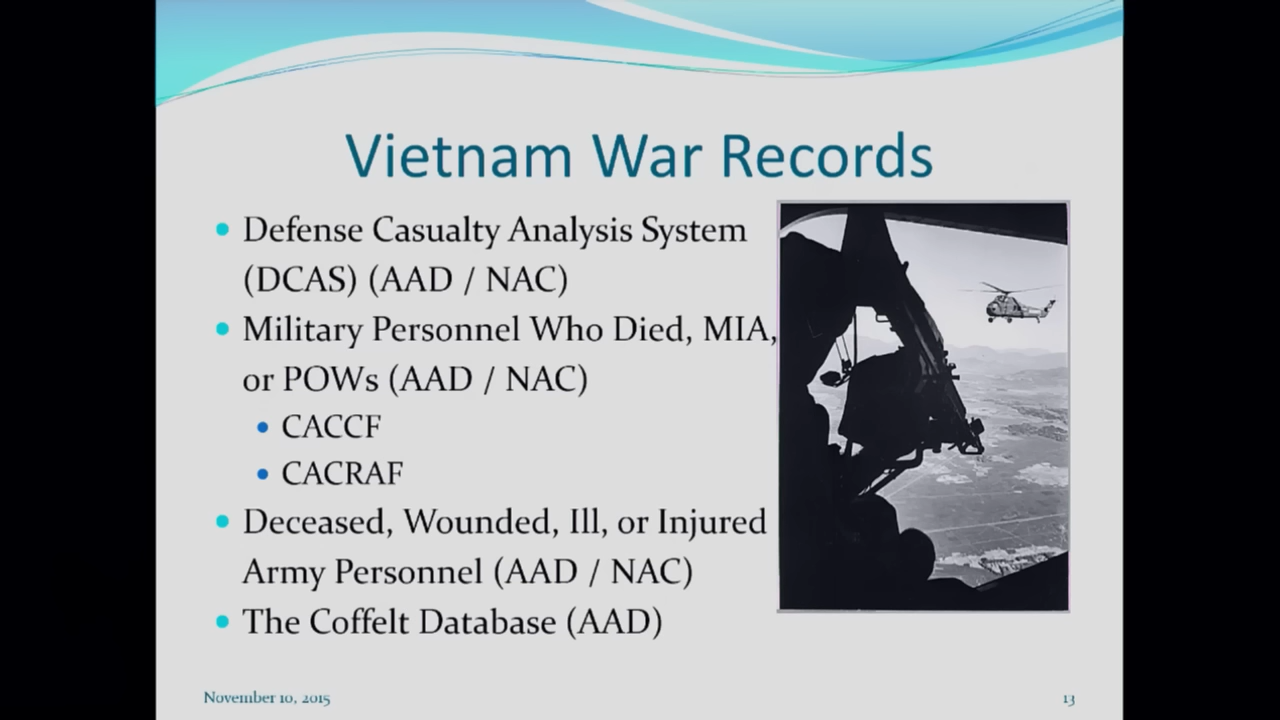 Vietnam War Records
• Defense Casualty Analysis System
(DCAS) (AAD / NAC)
• Military Personnel Who Died, MIA,
or POWs (AAD / NAC)
• CACCF
• CACRAF
• Deceased, Wounded, Ill, or Injured
Army Personnel (AAD / NAC)
• The Coffelt Database (AAD)
November 10, 2015
13